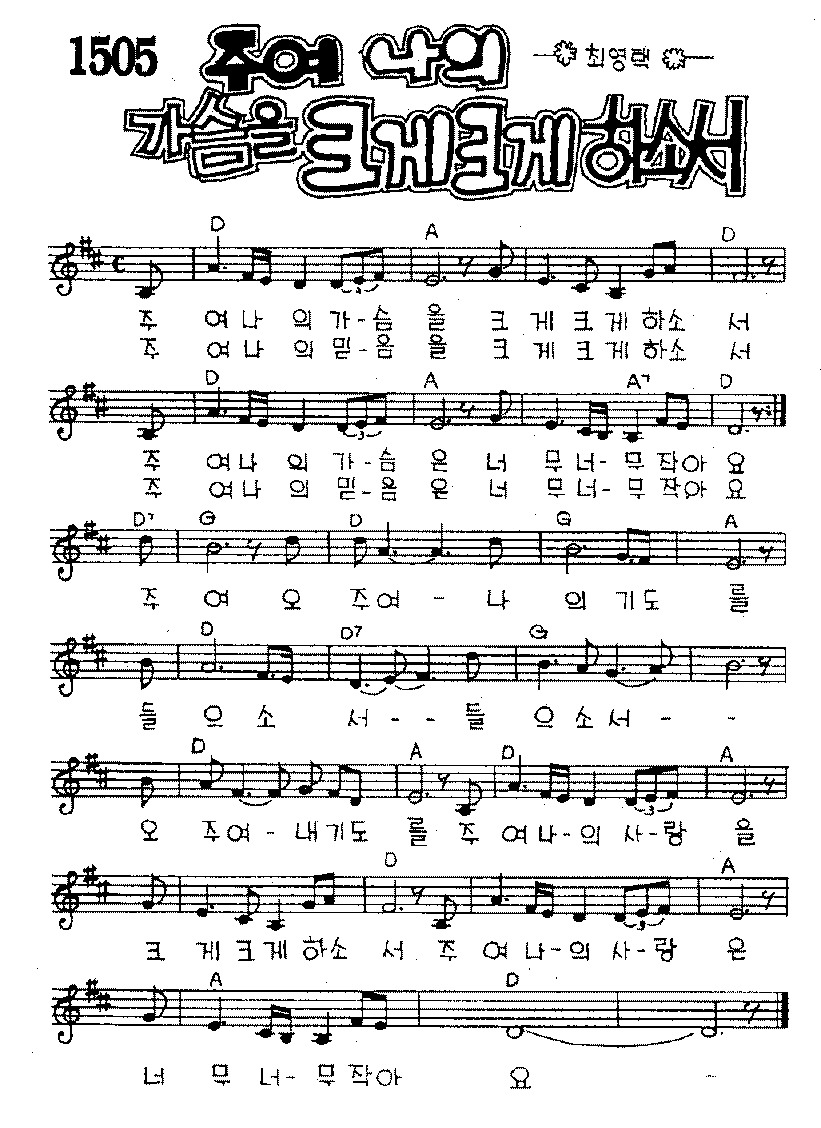 1505 주여 나의 최영택
가슴을 크게크게 하소서
D A D
주 여나 의가-슴 을 크 게크게하소 서
주 여나 의믿-음 을 크 게크게하소 서
D A A7 D
주 여나 의 가-슴 은 너 무너-무작아 요
주 여나 의 믿-음 은 너 무너-무작아 요
D7 G D G A
주 여 오 주여 - 나 의기도 를
D D7 G
들 으소 서-- 들 으소서 - -
D A D A
오 주여- 내기도 를 주 여나-의 사-랑 을
D A
크 게크게하소 서 주 여나-의 사-랑 은
A D
너 무 너-무작아 요 -